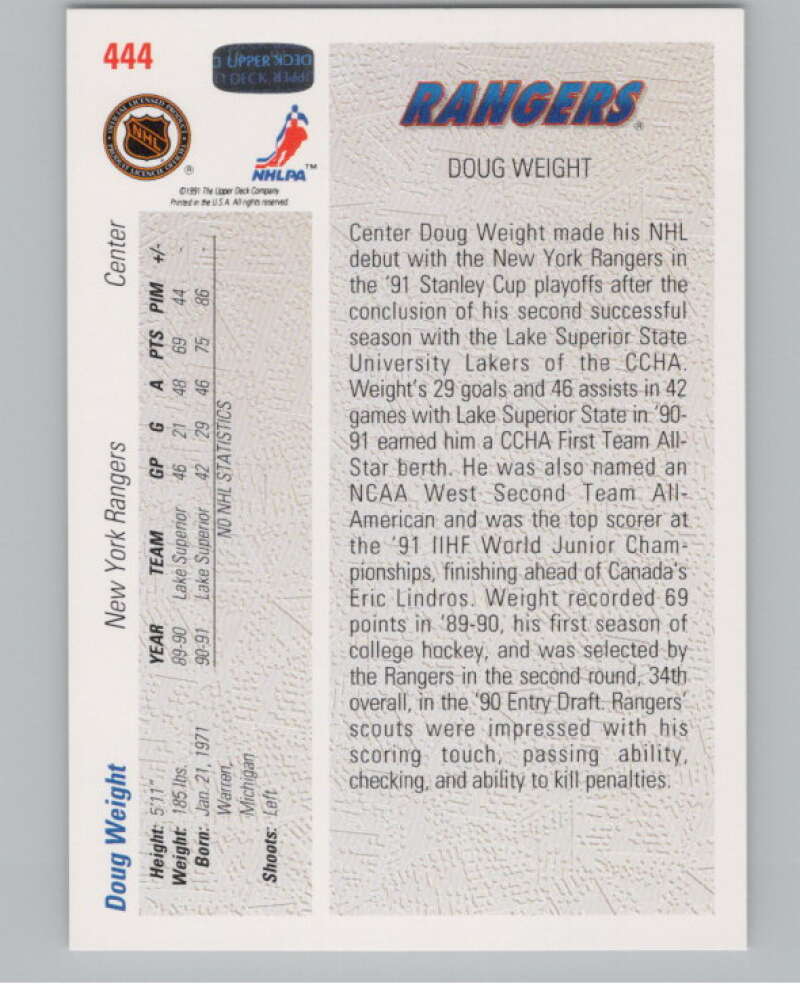 444
UPPER DECK
DECK, UPPER
OFFICIAL LICENSED PRODUCT
NHL
®
NHLPA™
©1991 The Upper Deck Company
Printed in the U.S.A. All rights reserved.
RANGERS®
DOUG WEIGHT
Center Doug Weight made his NHL
debut with the New York Rangers in
the '91 Stanley Cup playoffs after the
conclusion of his second successful
season with the Lake Superior State
University Lakers of the CCHA.
Weight's 29 goals and 46 assists in 42
games with Lake Superior State in '90-
91 earned him a CCHA First Team All-
Star berth. He was also named an
NCAA West Second Team All-
American and was the top scorer at
the '91 IIHF World Junior Cham-
pionships, finishing ahead of Canada's
Eric Lindros. Weight recorded 69
points in '89-90, his first season of
college hockey, and was selected by
the Rangers in the second round, 34th
overall, in the '90 Entry Draft. Rangers'
scouts were impressed with his
scoring touch, passing ability,
checking, and ability to kill penalties.
Doug Weight New York Rangers Center
Height: 5'11"
Weight: 185 lbs.
Born: Jan. 21, 1971
Warren,
Michigan
Shoots: Left
YEAR TEAM GP G A PTS PIM +/-
89-90 Lake Superior 46 21 48 69 44 -
90-91 Lake Superior 42 29 46 75 86 -
NO NHL STATISTICS